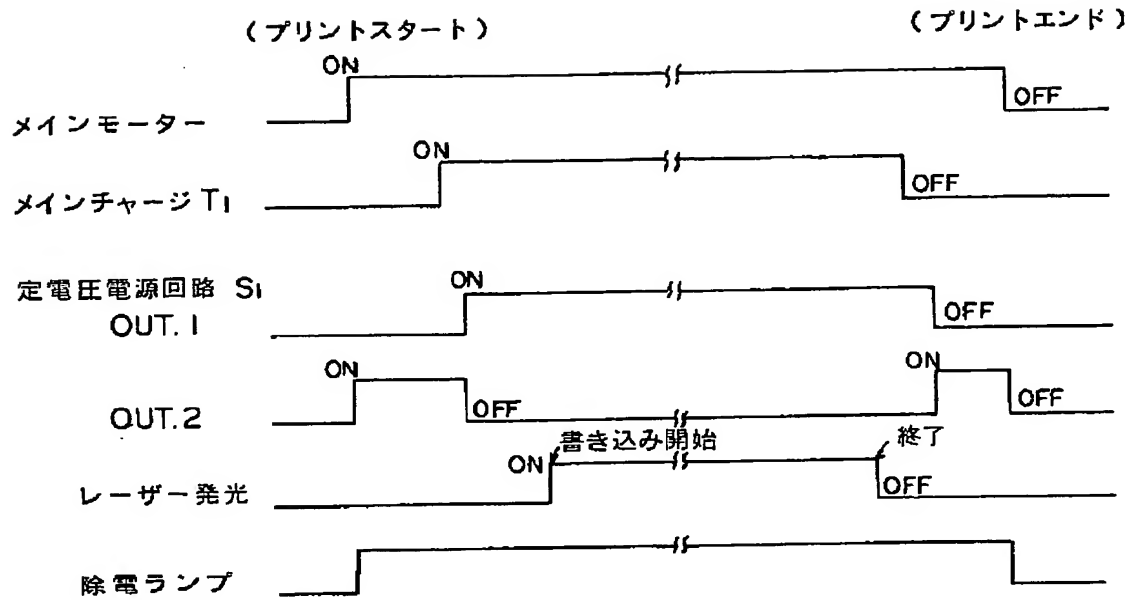 (プリントスタート)
(プリントエンド)
ON
OFF
メインモーター
ON
OFF
メインチャージ T1
定電圧電源回路 S1
ON
OFF
OUT. 1
ON
OFF
ON
OFF
OUT. 2
書き込み開始
終了
ON
OFF
レーザー発光
除電ランプ